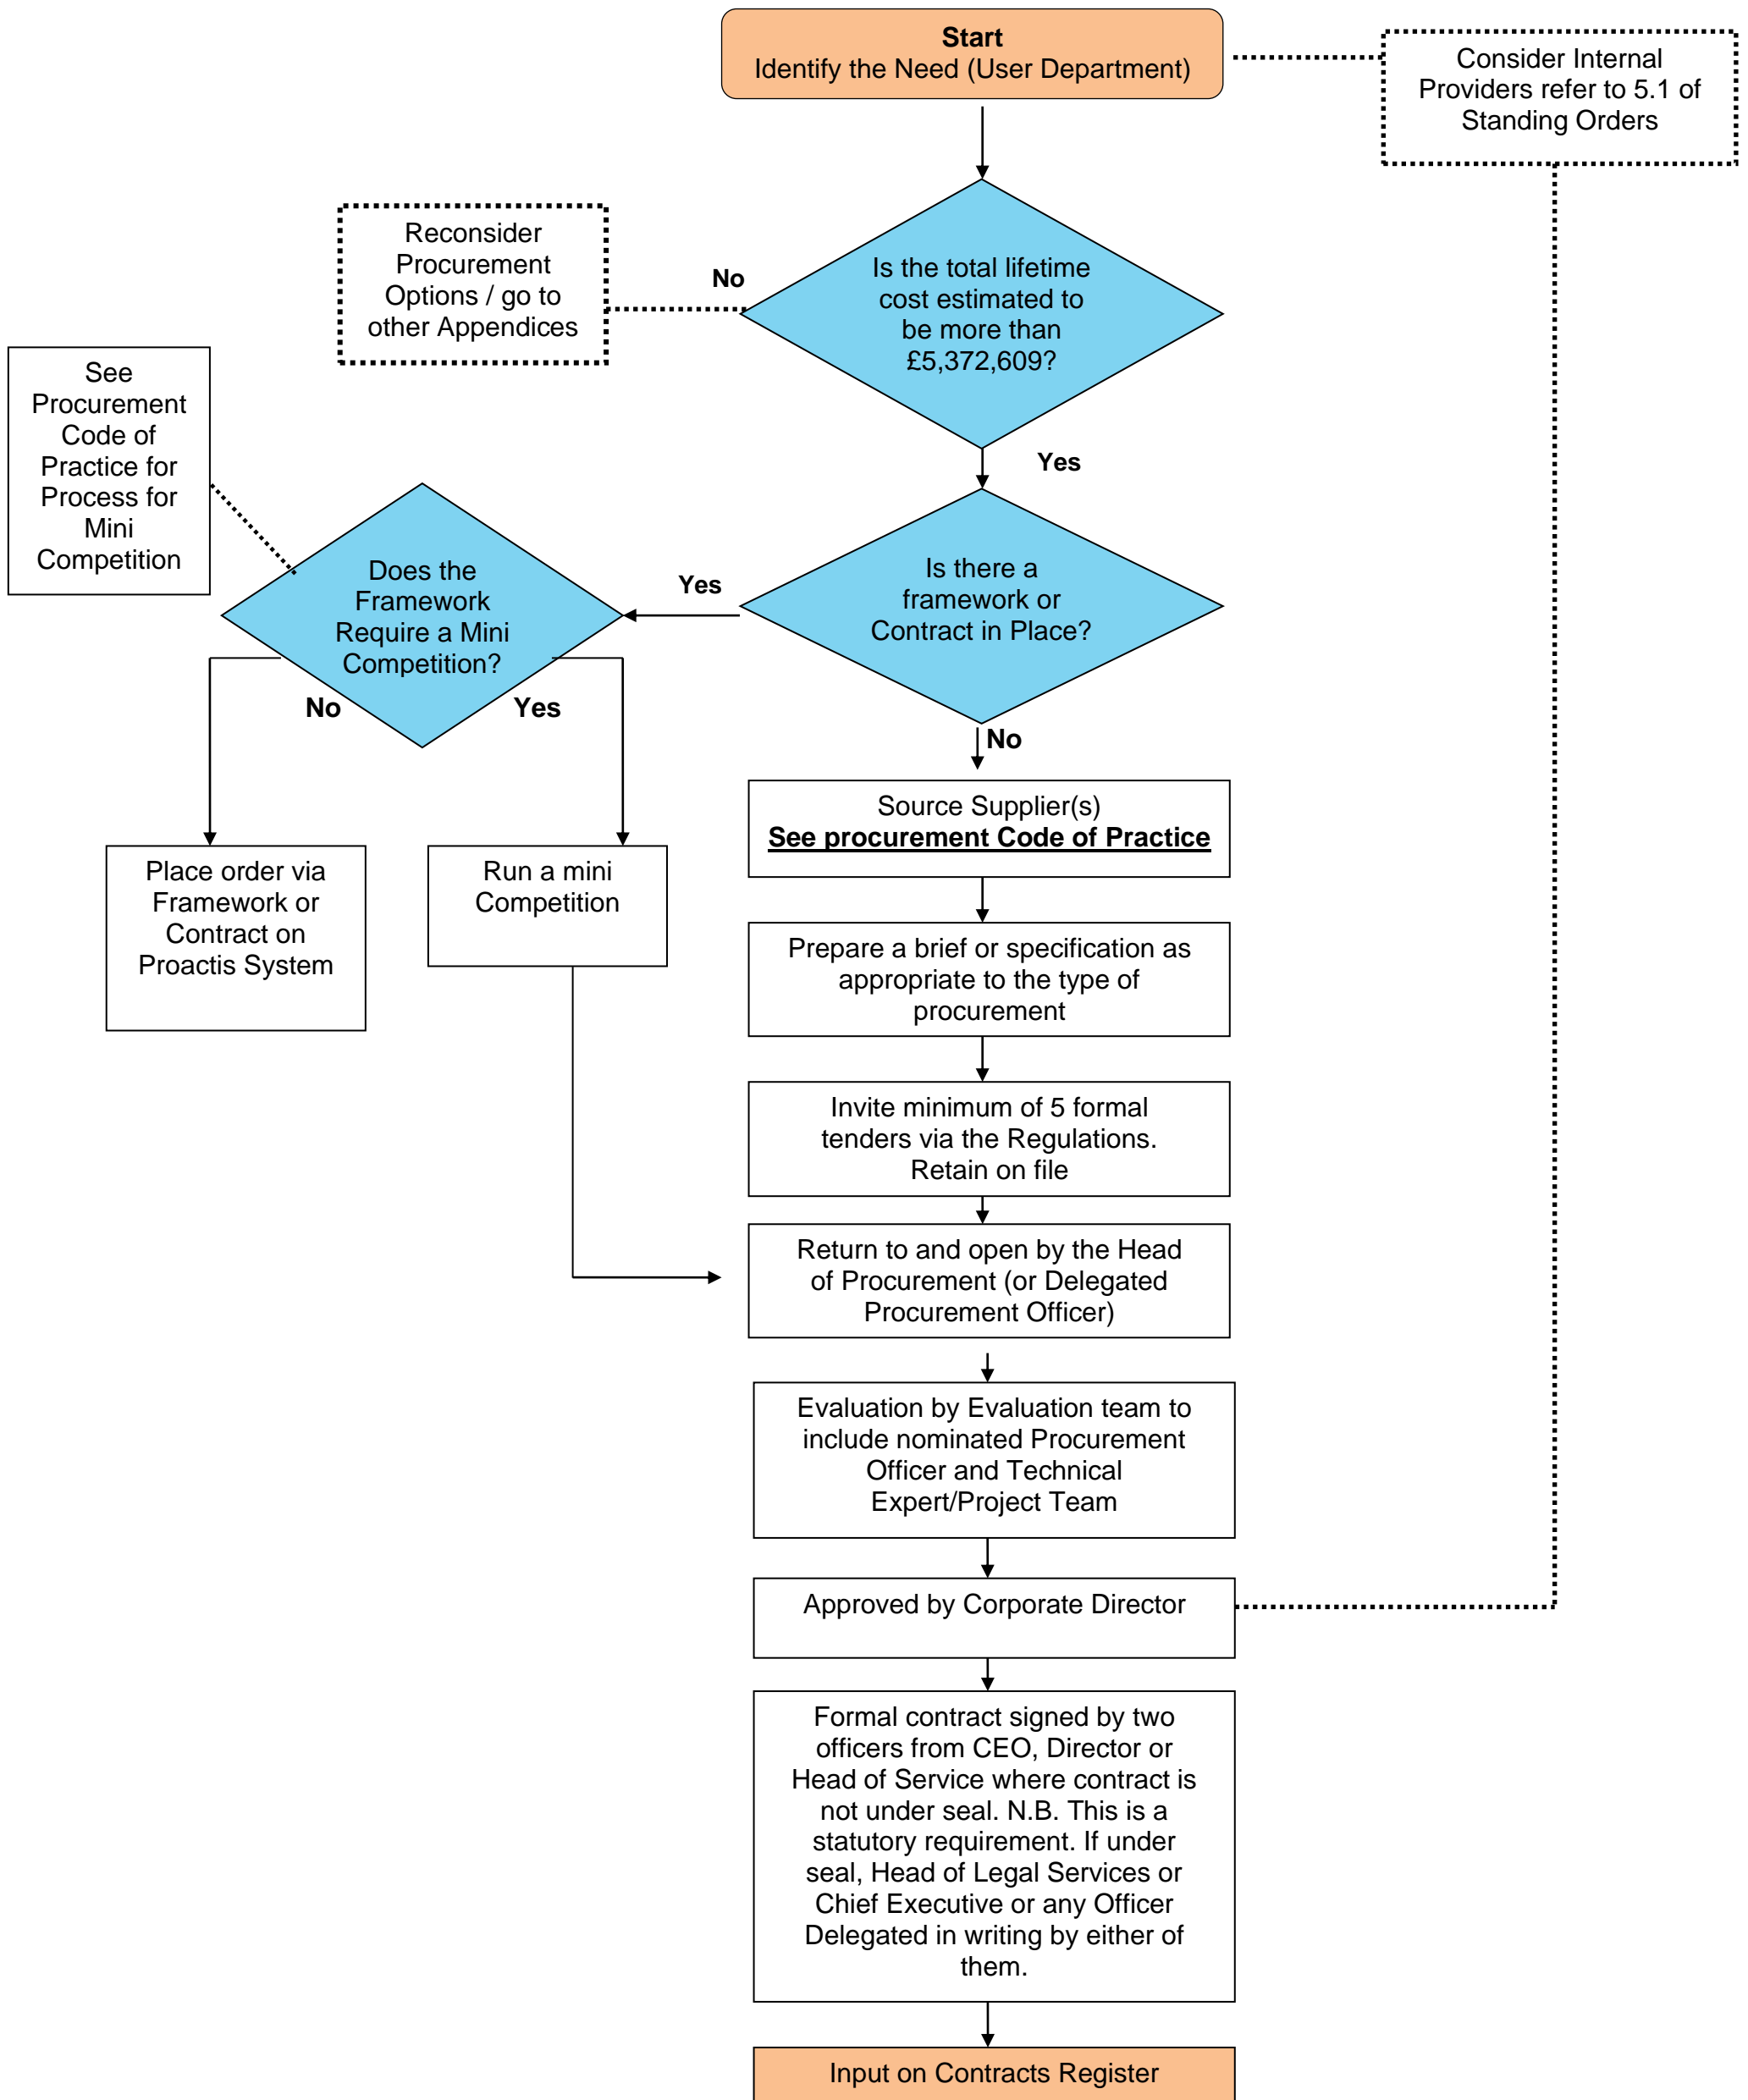 Start
Identify the Need (User Department)
Consider Internal
Providers refer to 5.1 of
Standing Orders
Reconsider
Procurement
Options / go to
other Appendices
No
Is the total lifetime
cost estimated to
be more than
£5,372,609?
Yes
See
Procurement
Code of
Practice for
Process for
Mini
Competition
Does the
Framework
Require a Mini
Competition?
Yes
Is there a
framework or
Contract in Place?
No
Yes
No
Place order via
Framework or
Contract on
Proactis System
Run a mini
Competition
Source Supplier(s)
See procurement Code of Practice
Prepare a brief or specification as
appropriate to the type of
procurement
Invite minimum of 5 formal
tenders via the Regulations.
Retain on file
Return to and open by the Head
of Procurement (or Delegated
Procurement Officer)
Evaluation by Evaluation team to
include nominated Procurement
Officer and Technical
Expert/Project Team
Approved by Corporate Director
Formal contract signed by two
officers from CEO, Director or
Head of Service where contract is
not under seal. N.B. This is a
statutory requirement. If under
seal, Head of Legal Services or
Chief Executive or any Officer
Delegated in writing by either of
them.
Input on Contracts Register